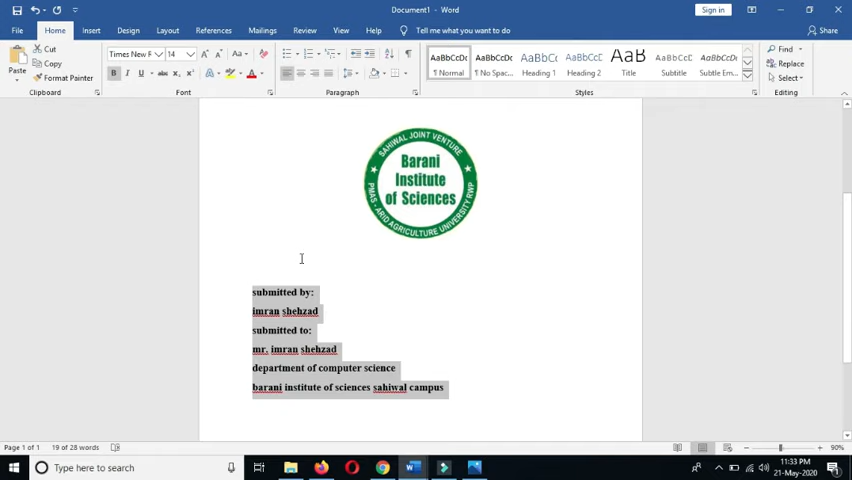 Document1 - Word
Sign in
File Home Insert Design Layout References Mailings Review View Help Tell me what you want to do Share
Paste
Cut
Copy
Format Painter
Clipboard
Times New R 14
B I U abc x₂ x²
Font
Paragraph
AaBbCcDc AaBbCcDc AaBbCc AaBbCcD AaB AaBbCcD AaBbCcDc
¶ Normal ¶ No Spac... Heading 1 Heading 2 Title Subtitle Subtle Em...
Styles
Find
Replace
Select
Editing
SAHIWAL JOINT VENTURE
Barani
Institute
of Sciences
PMAS - ARID AGRICULTURE UNIVERSITY RWP
submitted by:
imran shehzad
submitted to:
mr. imran shehzad
department of computer science
barani institute of sciences sahiwal campus
Page 1 of 1 19 of 28 words 90%
Type here to search
11:33 PM
21-May-2020